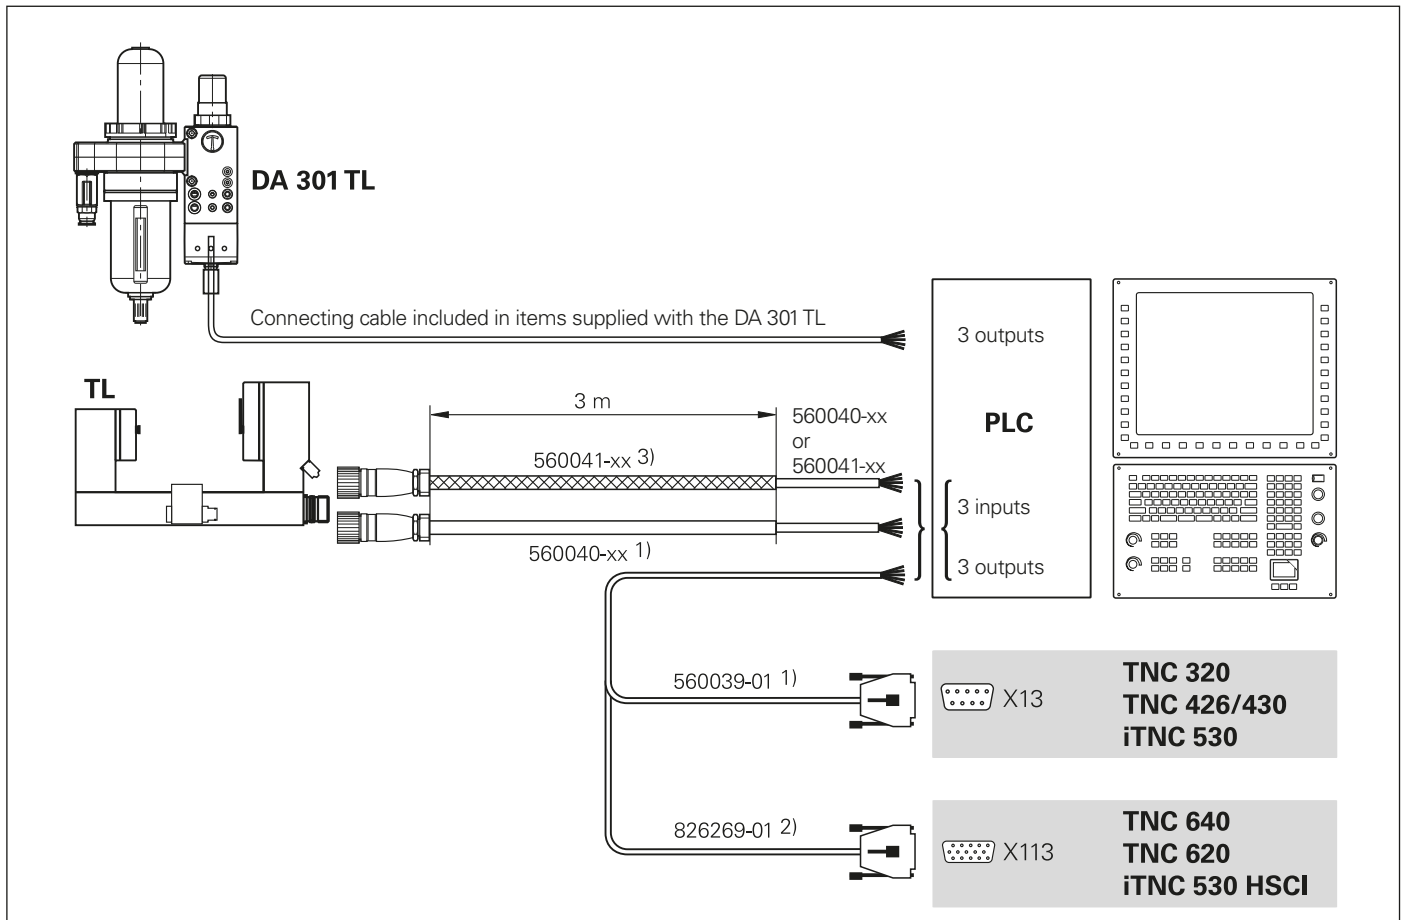 DA 301 TL
Connecting cable included in items supplied with the DA 301 TL
3 outputs
TL
3 m
560040-xx
or
560041-xx
PLC
560041-xx 3)
3 inputs
560040-xx 1)
3 outputs
560039-01 1)
X13
TNC 320
TNC 426/430
iTNC 530
826269-01 2)
X113
TNC 640
TNC 620
iTNC 530 HSCI